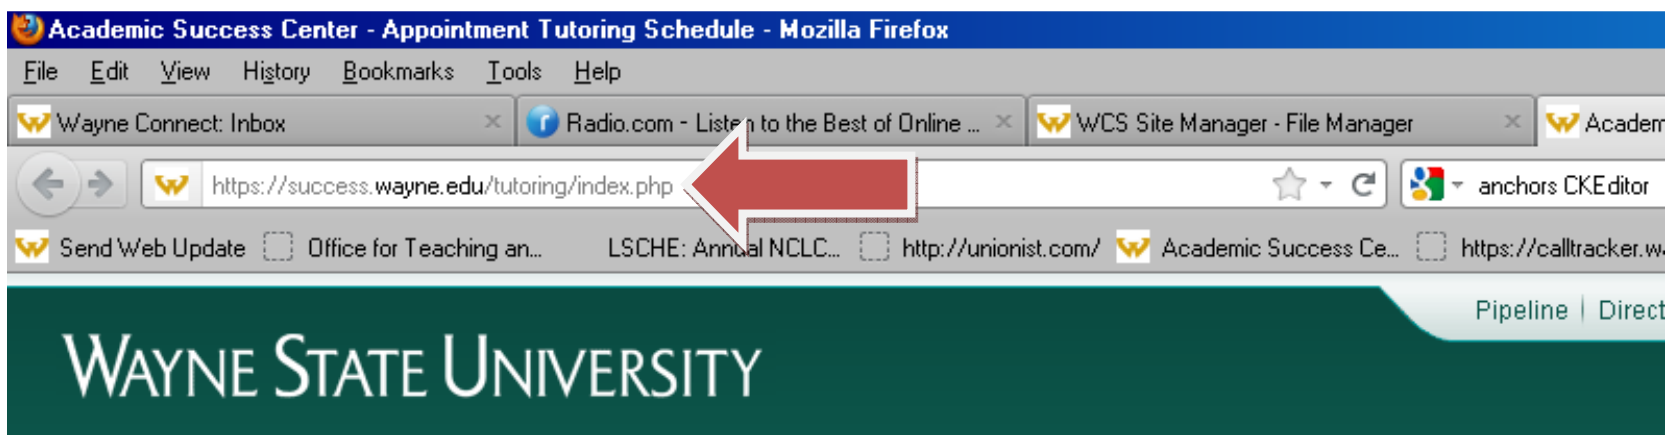 Academic Success Center - Appointment Tutoring Schedule - Mozilla Firefox
File Edit View History Bookmarks Tools Help
Wayne Connect: Inbox × Radio.com - Listen to the Best of Online ... × WCS Site Manager - File Manager × Academ
https://success.wayne.edu/tutoring/index.php anchors CKEditor
Send Web Update Office for Teaching an... LSCHE: Annual NCLC... http://unionist.com/ Academic Success Ce... https://calltracker.wa
Pipeline | Direct
WAYNE STATE UNIVERSITY